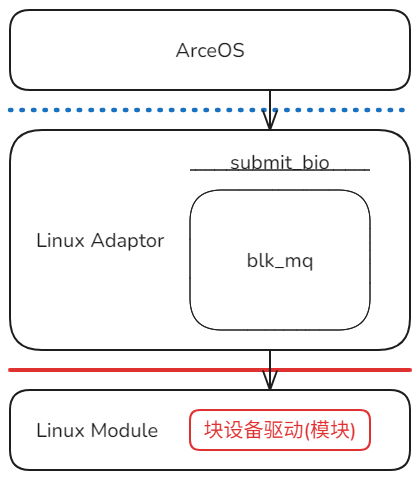 ArceOS
submit_bio
Linux Adaptor
blk_mq
Linux Module
块设备驱动(模块)